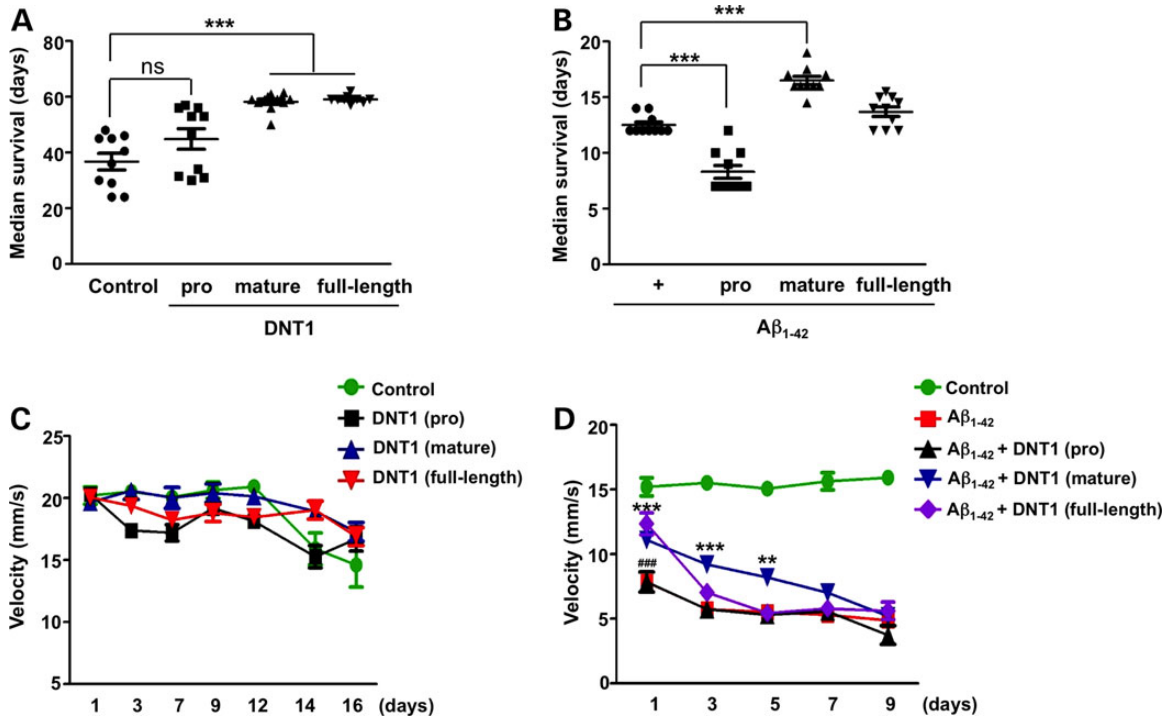 A
Median survival (days)
80
60
40
20
0
***
ns
Control pro mature full-length
DNT1
B
Median survival (days)
20
15
10
5
0
***
***
+ pro mature full-length
Aβ1-42
C
Control
DNT1 (pro)
DNT1 (mature)
DNT1 (full-length)
Velocity (mm/s)
25
20
15
10
5
1 3 7 9 12 14 16 (days)
D
Control
Aβ1-42
Aβ1-42 + DNT1 (pro)
Aβ1-42 + DNT1 (mature)
Aβ1-42 + DNT1 (full-length)
Velocity (mm/s)
20
15
10
5
0
***
***
**
###
1 3 5 7 9 (days)